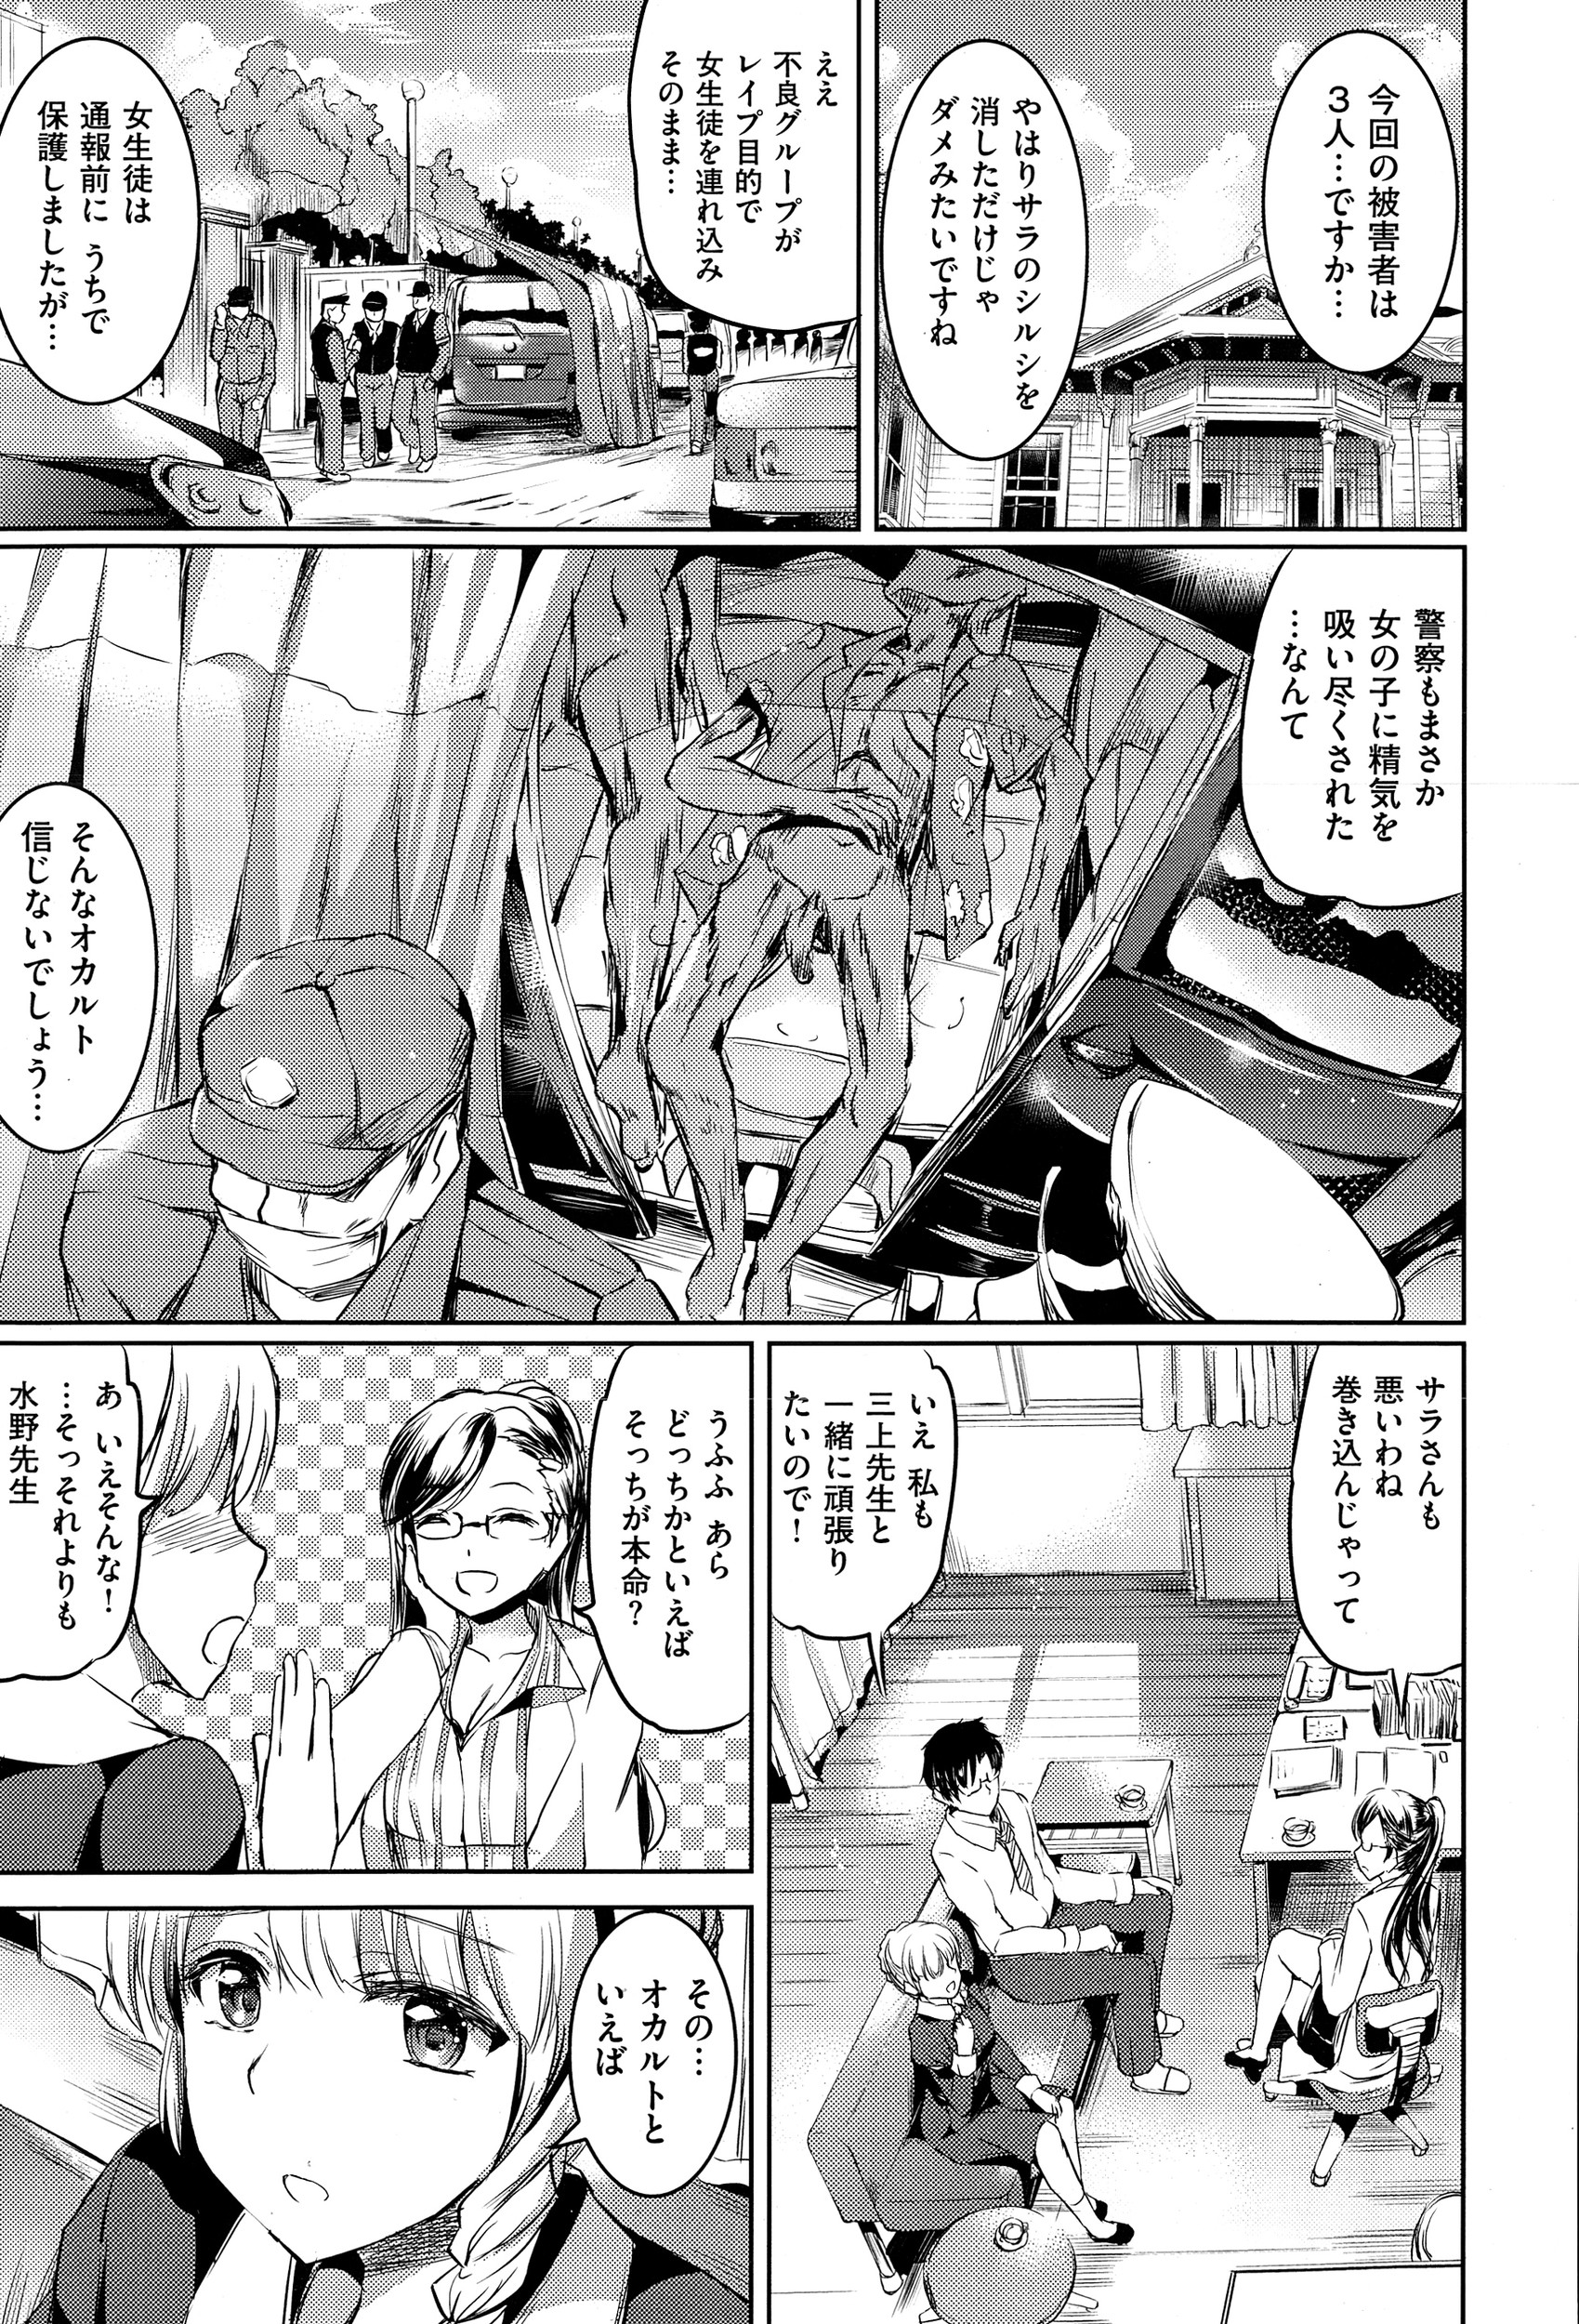 今回の被害者は
3人…ですか…
やはりサラのシルシを
消しただけじゃ
ダメみたいですね
ええ
不良グループが
レイプ目的で
女生徒を連れ込み
そのまま…
女生徒は
通報前に うちで
保護しましたが…
警察もまさか
女の子に精気を
吸い尽くされた
…なんて
そんなオカルト
信じないでしょう…
サラさんも
悪いわね
巻き込んじゃって
いえ 私も
三上先生と
一緒に頑張り
たいので!
うふふ あら
どっちかといえば
そっちが本命?
あ いえそんな!
…そっそれよりも
水野先生
その…
オカルトと
いえば